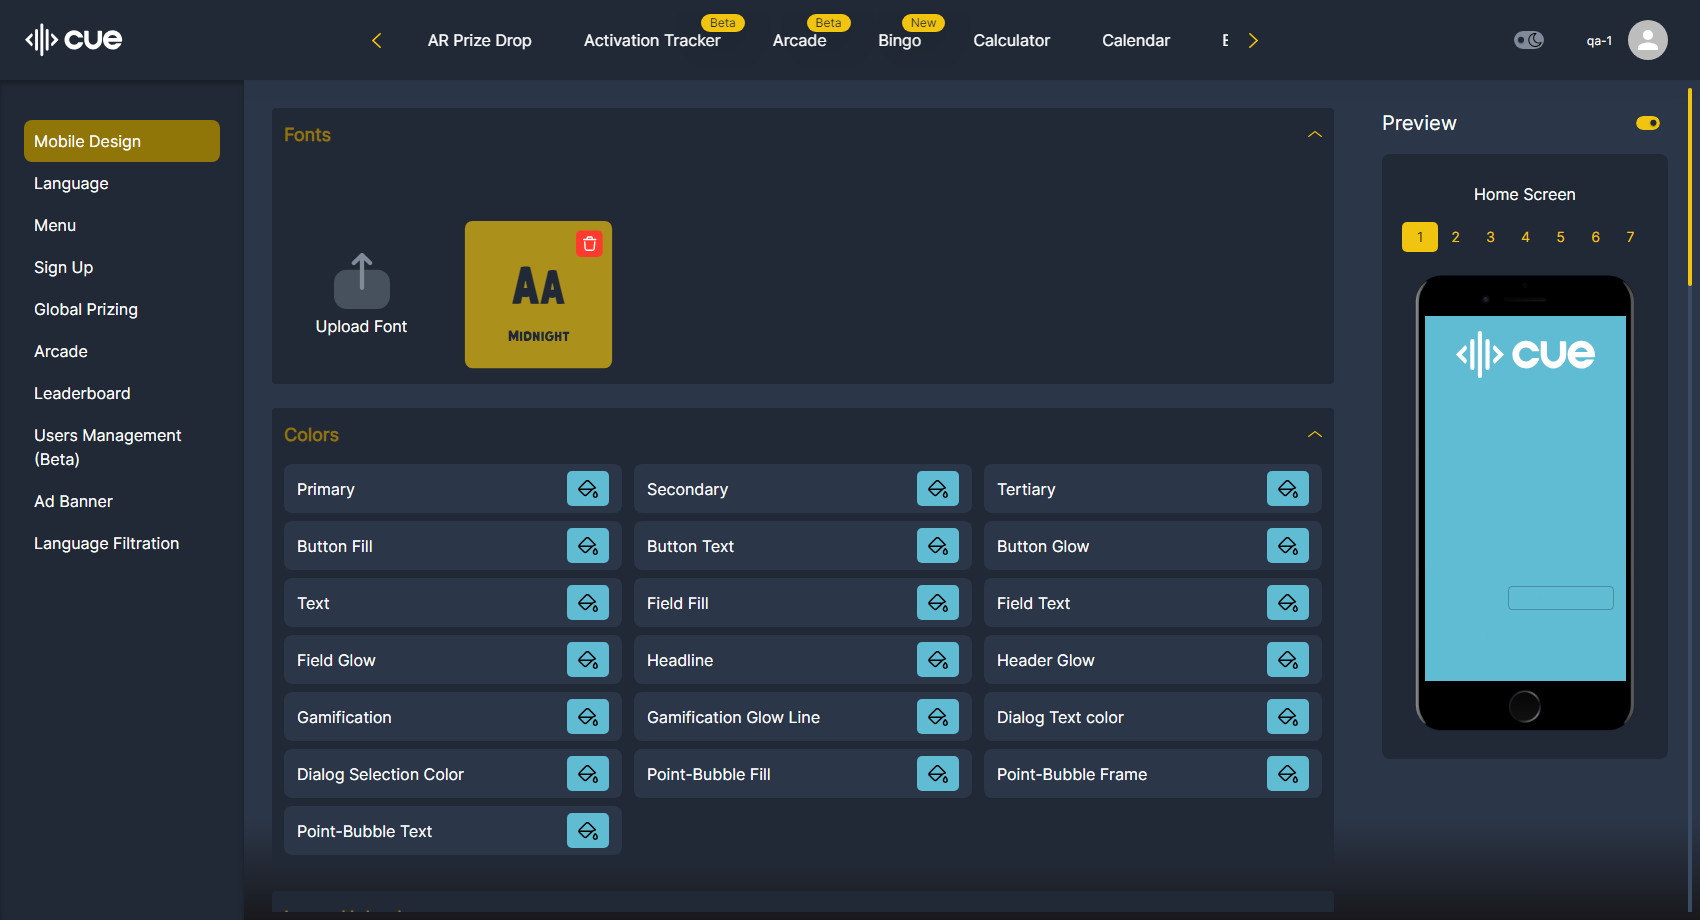 cue
AR Prize Drop
Activation Tracker
Beta
Arcade
Beta
Bingo
New
Calculator
Calendar
qa-1
Mobile Design
Language
Menu
Sign Up
Global Prizing
Arcade
Leaderboard
Users Management
(Beta)
Ad Banner
Language Filtration
Fonts
Upload Font
AA
MIDNIGHT
Colors
Primary
Secondary
Tertiary
Button Fill
Button Text
Button Glow
Text
Field Fill
Field Text
Field Glow
Headline
Header Glow
Gamification
Gamification Glow Line
Dialog Text color
Dialog Selection Color
Point-Bubble Fill
Point-Bubble Frame
Point-Bubble Text
Preview
Home Screen
1 2 3 4 5 6 7
cue